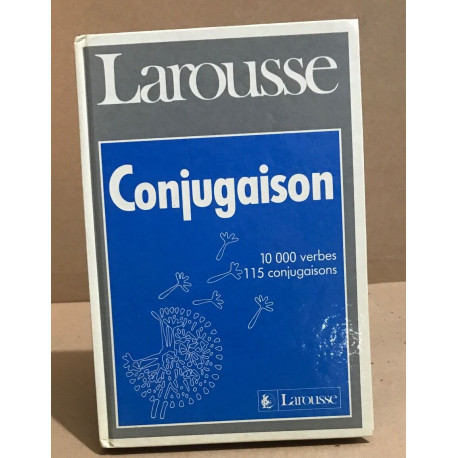 Larousse
Conjugaison
10 000 verbes
115 conjugaisons
Larousse